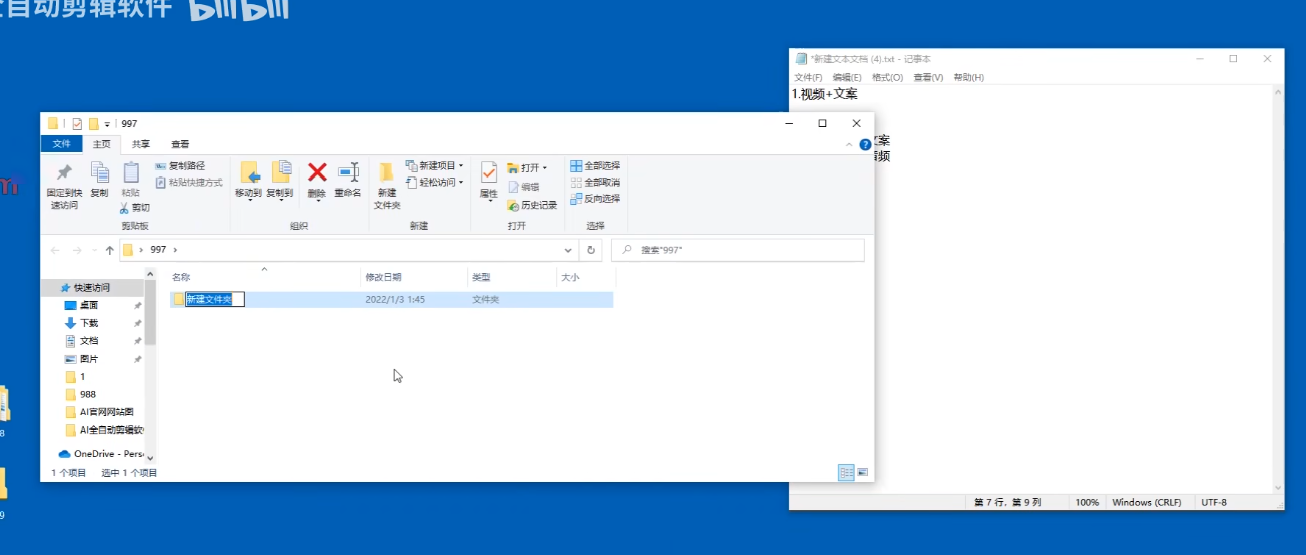 全自动剪辑软件 bilibili
*新建文本文档 (4).txt - 记事本
文件(F) 编辑(E) 格式(O) 查看(V) 帮助(H)
1.视频+文案
文案
音频
第 7 行，第 9 列 100% Windows (CRLF) UTF-8
997
文件 主页 共享 查看
固定到快速访问
复制
粘贴
复制路径
粘贴快捷方式
剪切
剪贴板
移动到
复制到
删除
重命名
组织
新建文件夹
新建项目
轻松访问
新建
属性
打开
编辑
历史记录
打开
全部选择
全部取消
反向选择
选择
997
搜索"997"
名称 修改日期 类型 大小
新建文件夹 2022/1/3 1:45 文件夹
快速访问
桌面
下载
文档
图片
1
988
AI官网网站图
AI全自动剪辑软
OneDrive - Pers
1 个项目 选中 1 个项目
m
8
9